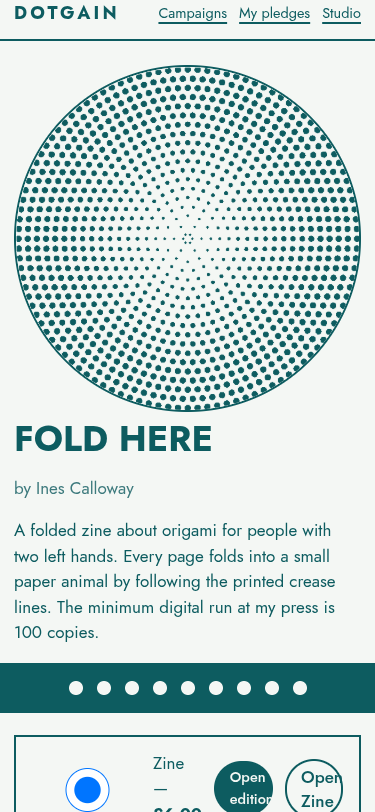 DOTGAIN
Campaigns My pledges Studio
FOLD HERE
by Ines Calloway
A folded zine about origami for people with
two left hands. Every page folds into a small
paper animal by following the printed crease
lines. The minimum digital run at my press is
100 copies.
Zine
—
Open
edition
Open
Zine